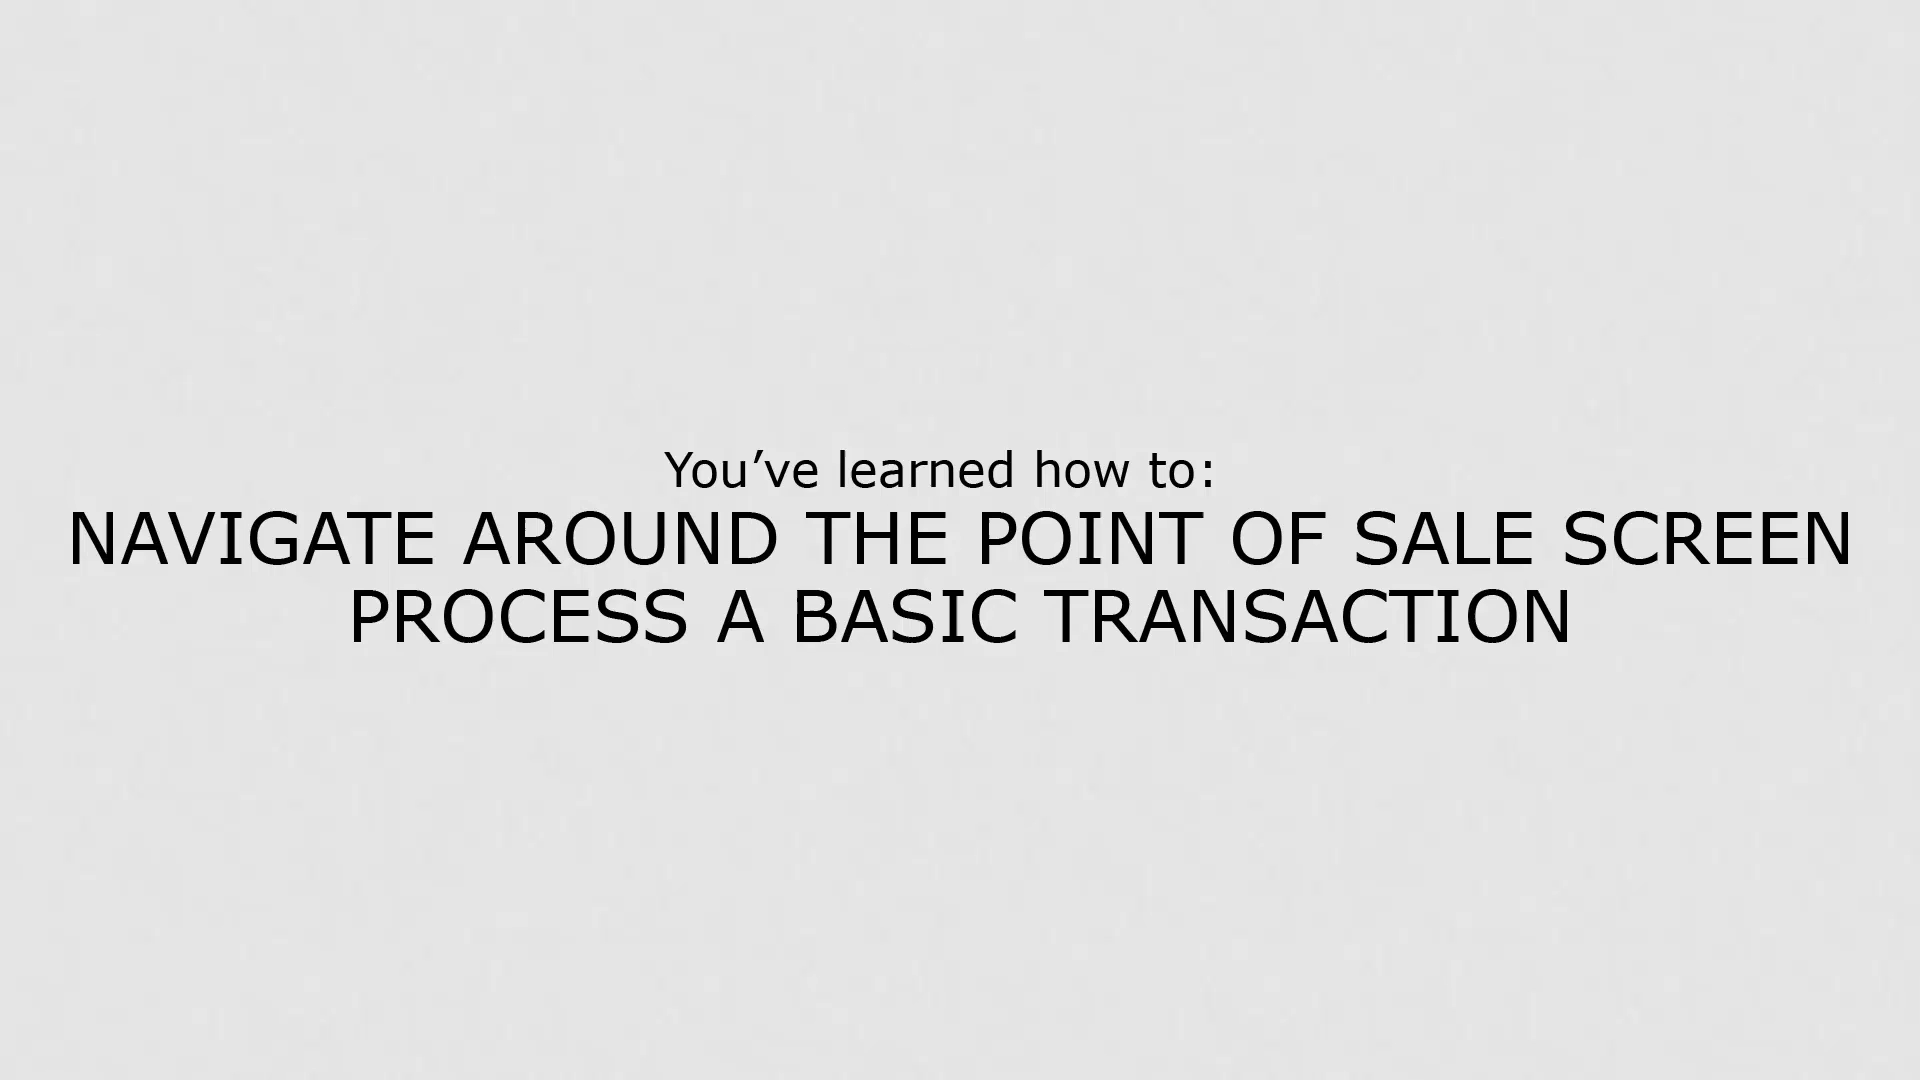 You’ve learned how to:
NAVIGATE AROUND THE POINT OF SALE SCREEN
PROCESS A BASIC TRANSACTION